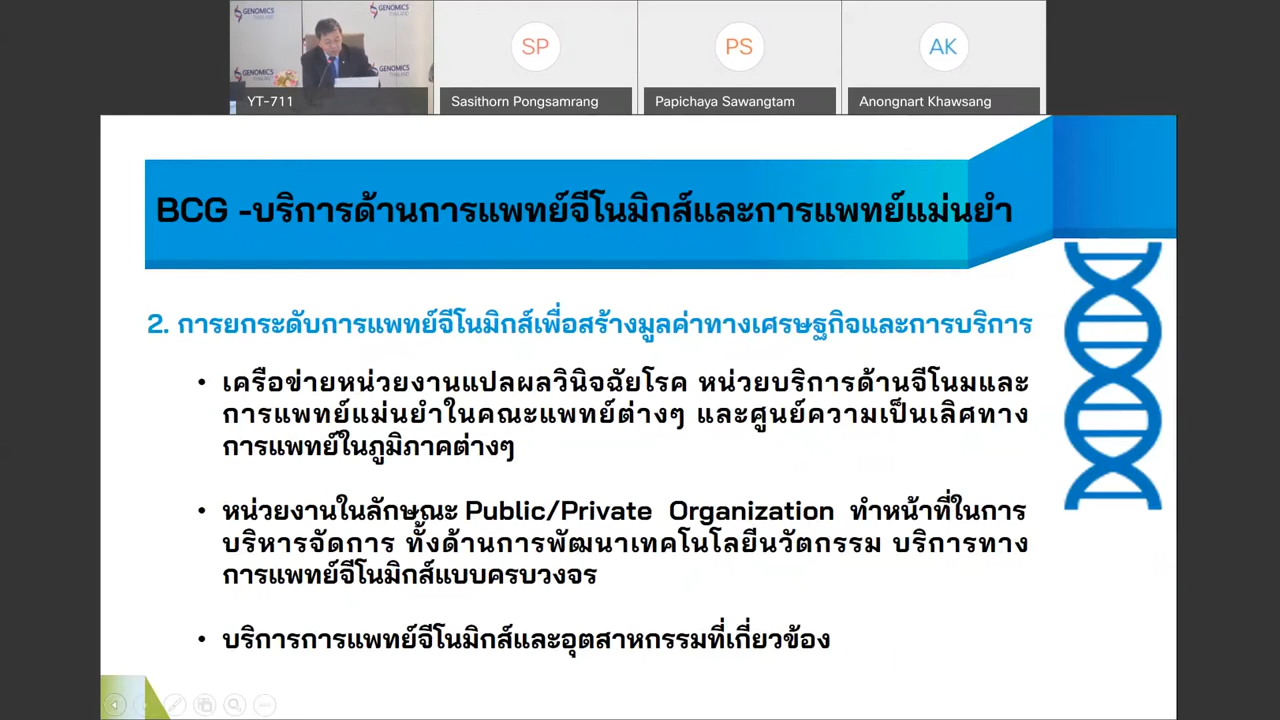 GENOMICS
THAILAND
GENOMICS
THAILAND
GENOMICS
THAILAND
GENOMICS
THAILAND
SP
PS
AK
YT-711
Sasithorn Pongsamrang
Papichaya Sawangtam
Anongnart Khawsang
BCG -บริการด้านการแพทย์จีโนมิกส์และการแพทย์แม่นยำ
2. การยกระดับการแพทย์จีโนมิกส์เพื่อสร้างมูลค่าทางเศรษฐกิจและการบริการ
• เครือข่ายหน่วยงานแปลผลวินิจฉัยโรค หน่วยบริการด้านจีโนมและ
การแพทย์แม่นยำในคณะแพทย์ต่างๆ และศูนย์ความเป็นเลิศทาง
การแพทย์ในภูมิภาคต่างๆ
• หน่วยงานในลักษณะ Public/Private Organization ทำหน้าที่ในการ
บริหารจัดการ ทั้งด้านการพัฒนาเทคโนโลยีนวัตกรรม บริการทาง
การแพทย์จีโนมิกส์แบบครบวงจร
• บริการการแพทย์จีโนมิกส์และอุตสาหกรรมที่เกี่ยวข้อง